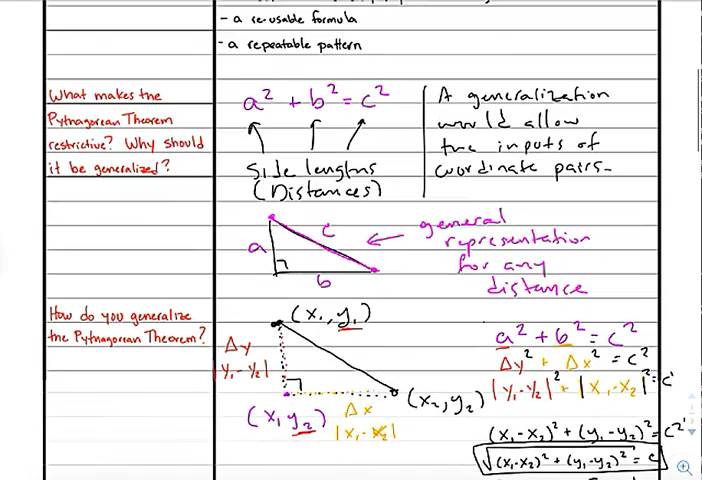 - a re-usable formula
- a repeatable pattern
What makes the
Pythagorean Theorem
restrictive? Why should
it be generalized?
a² + b² = c²
Side lengths
(Distances)
A generalization
would allow
the inputs of
coordinate pairs.
a
c
b
general
representation
for any
distance
How do you generalize
the Pythagorean Theorem?
(x₁, y₁)
Δy
|y₁-y₂|
(x₁ y₂)
Δx
|x₁-x₂|
(x₂, y₂)
a² + b² = c²
Δy² + Δx² = c²
|y₁-y₂|² + |x₁-x₂|² = c²
(x₁-x₂)² + (y₁-y₂)² = c²
√(x₁-x₂)² + (y₁-y₂)² = c